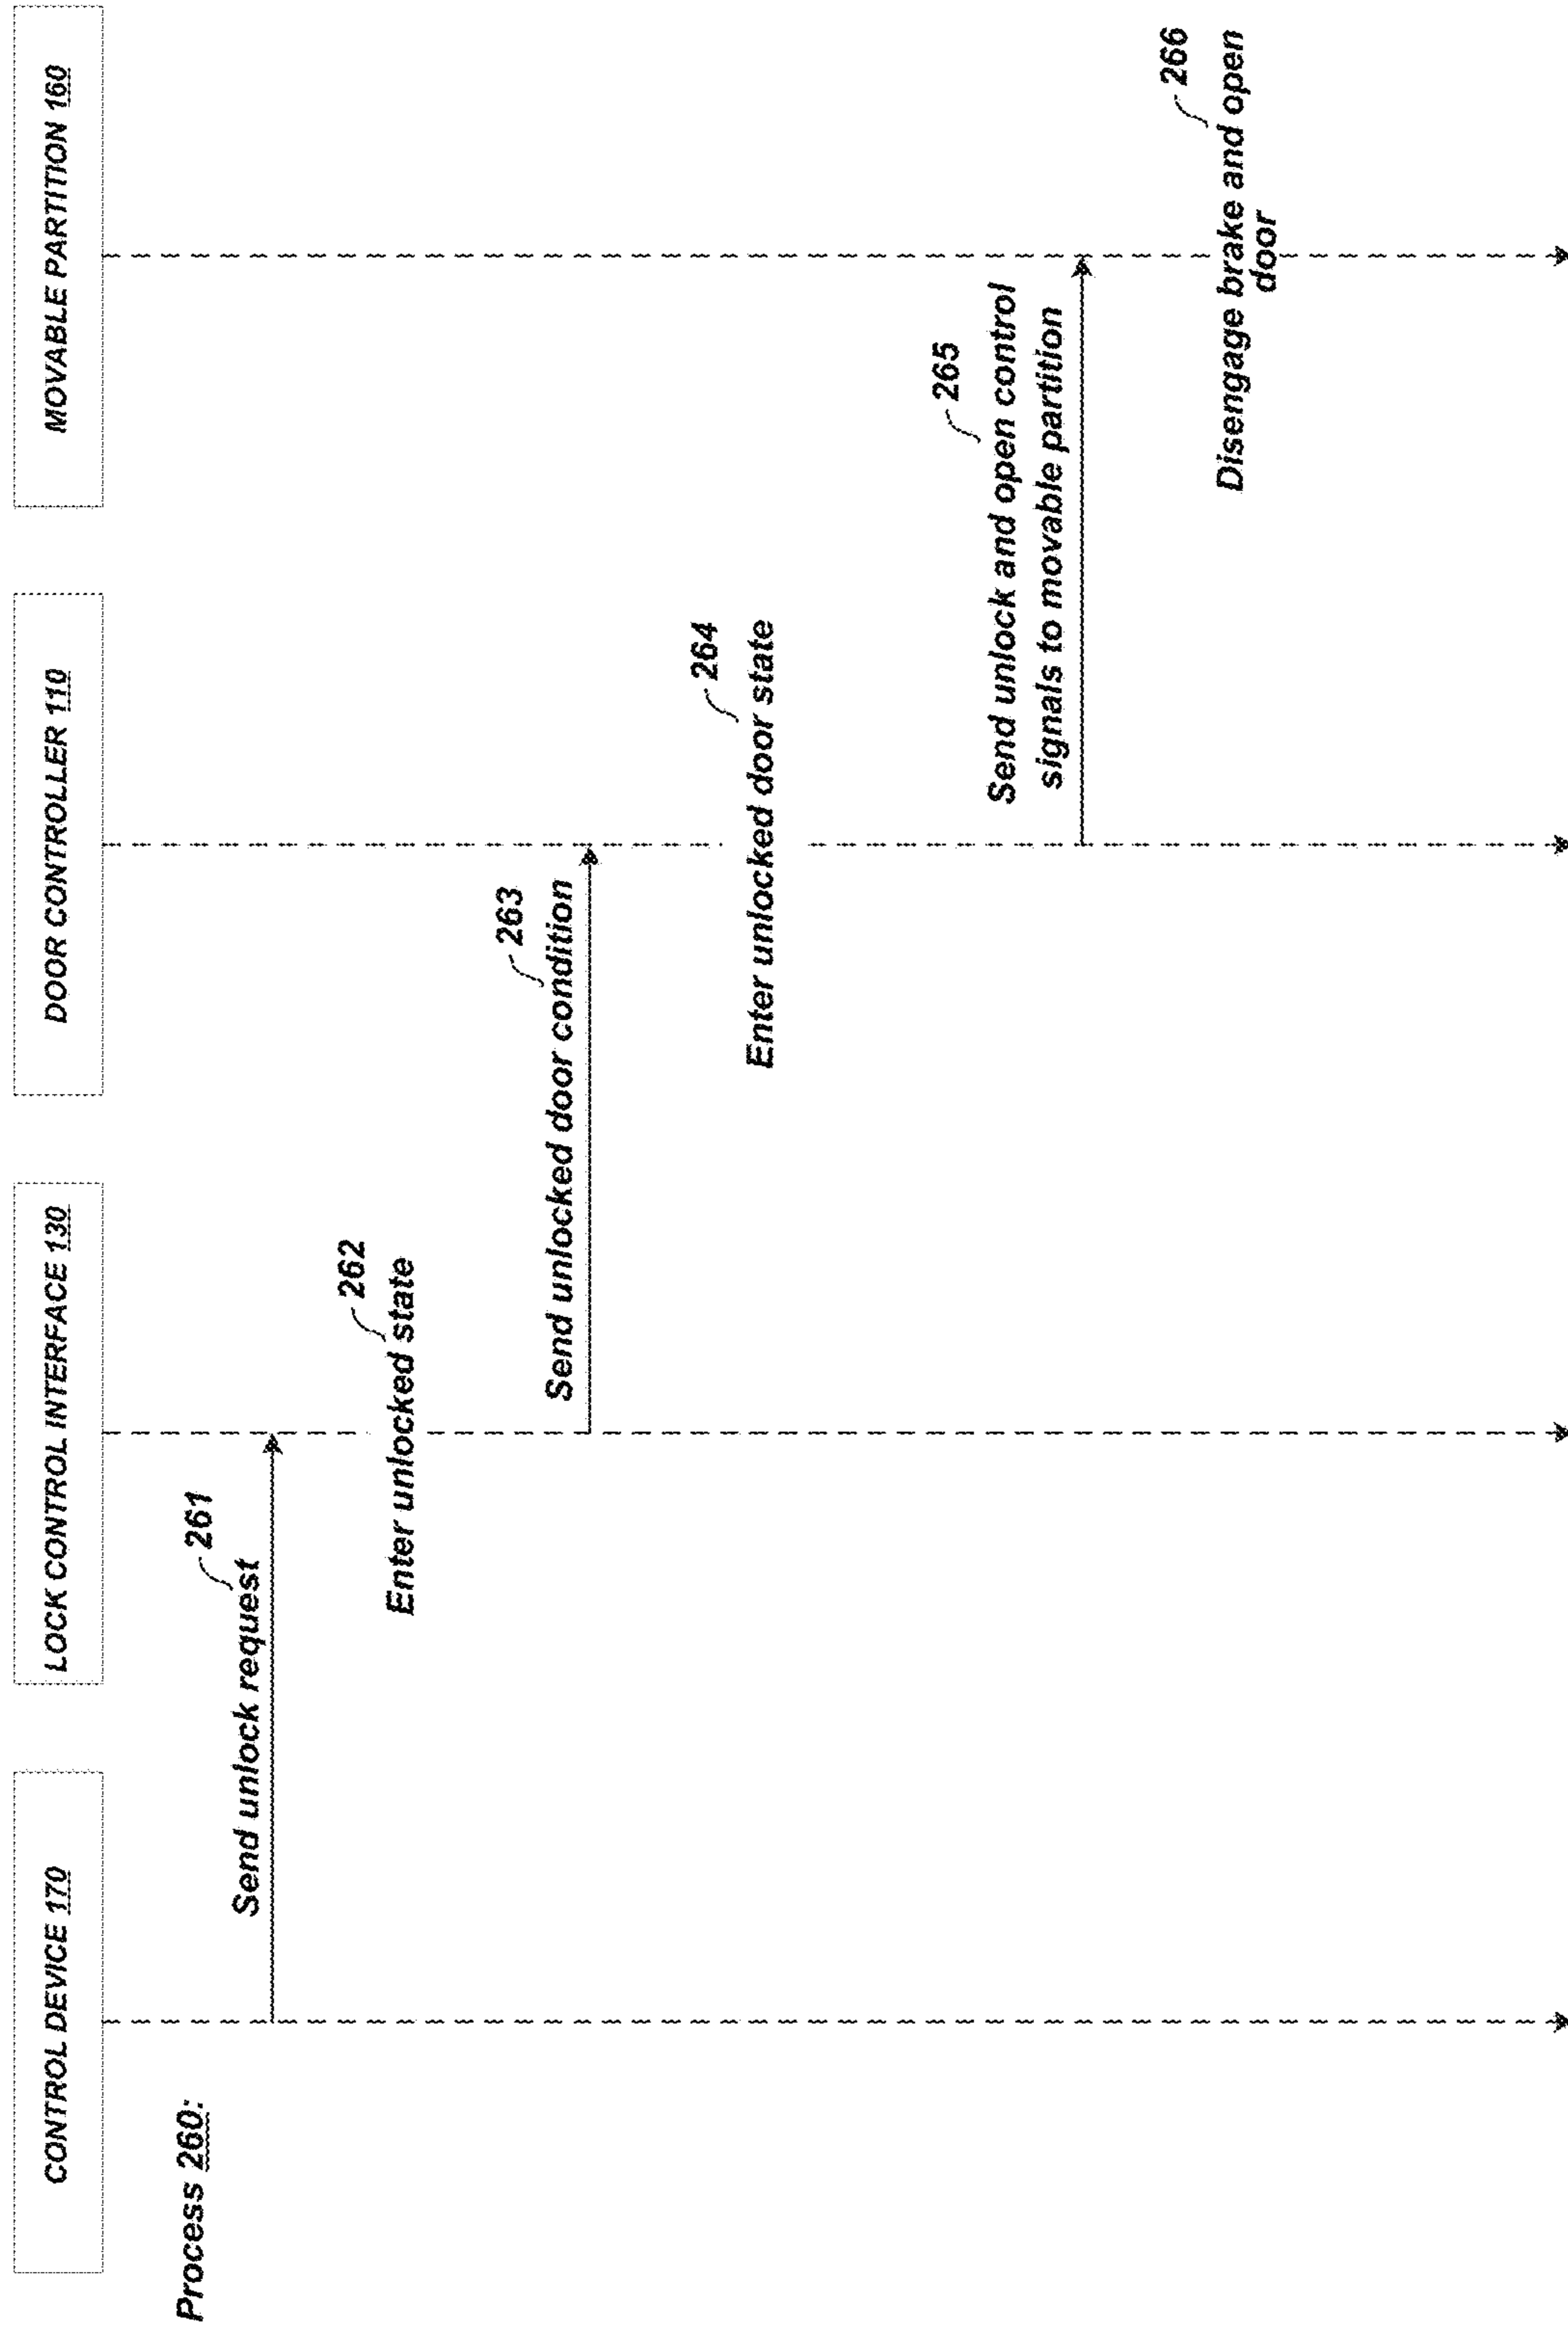 CONTROL DEVICE 170
LOCK CONTROL INTERFACE 130
DOOR CONTROLLER 110
MOVABLE PARTITION 160
Process 260:
261
Send unlock request
262
Enter unlocked state
263
Send unlocked door condition
264
Enter unlocked door state
265
Send unlock and open control
signals to movable partition
266
Disengage brake and open
door